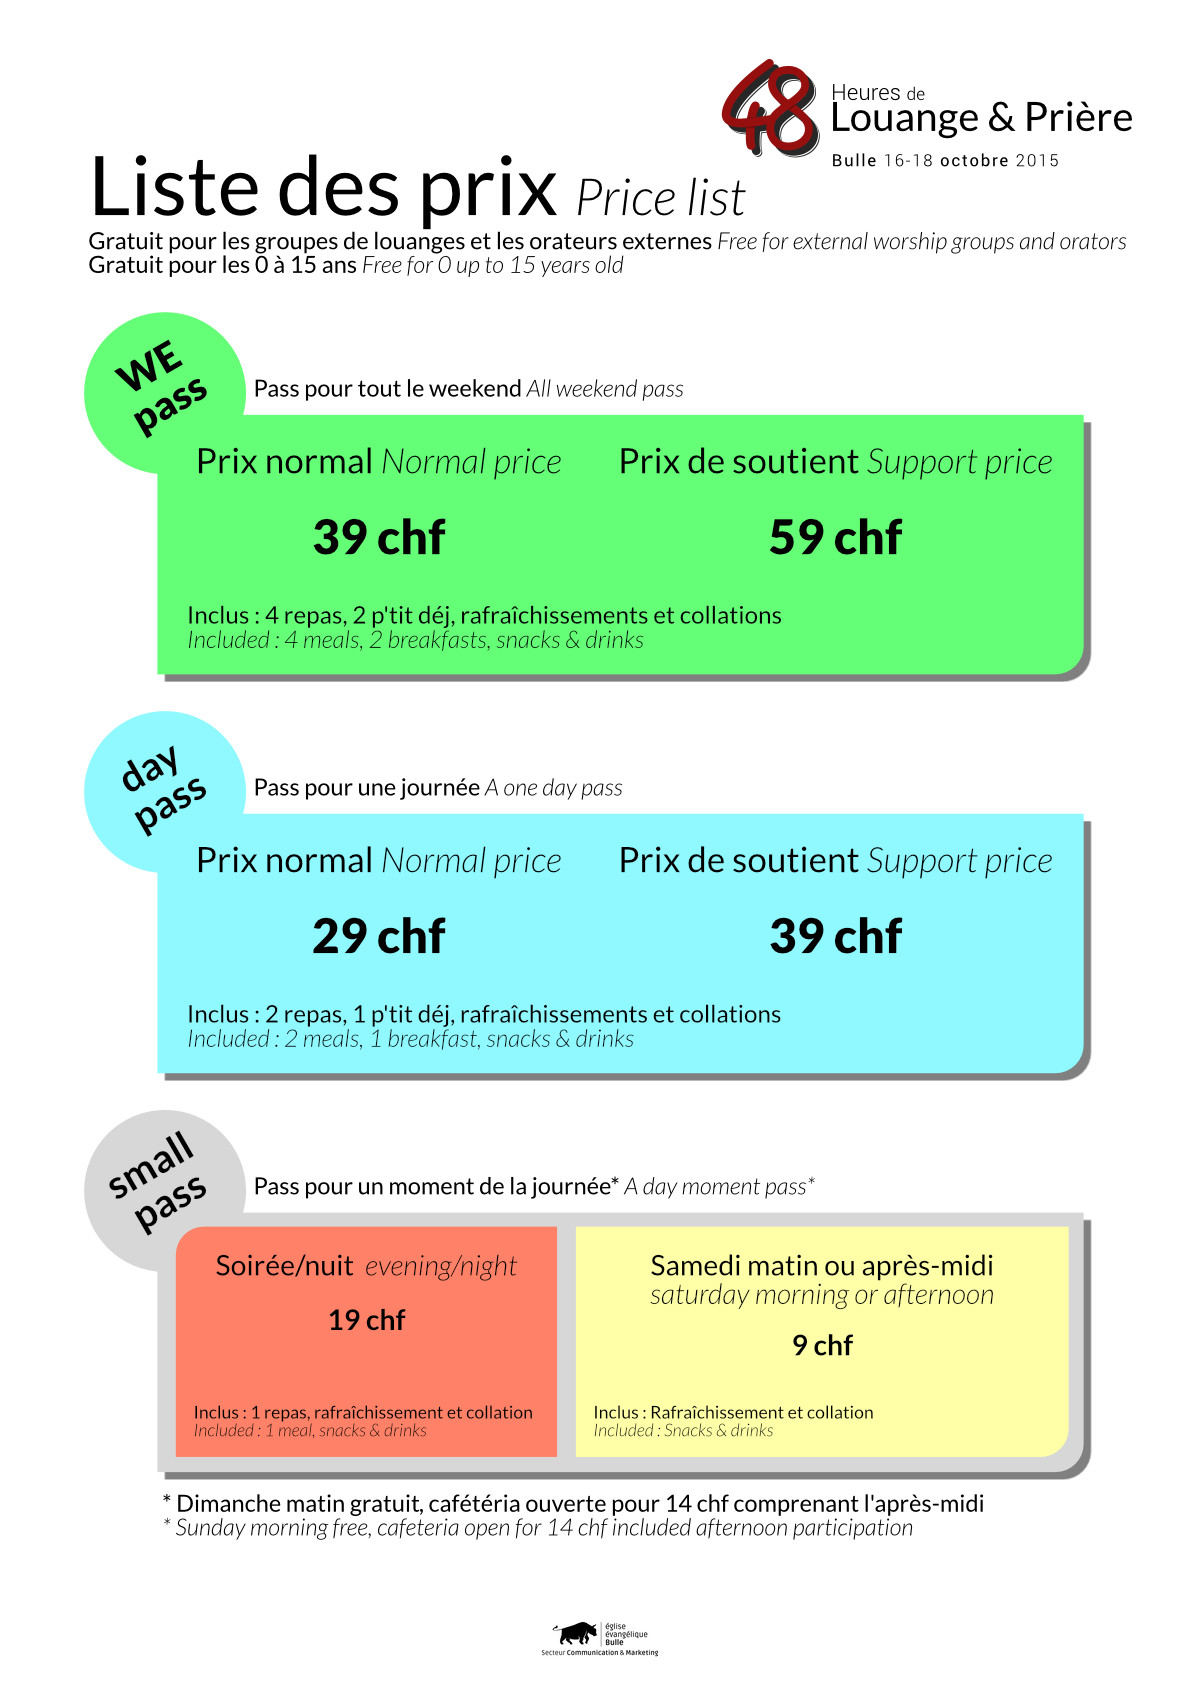 48 Heures de
Louange & Prière
Bulle 16-18 octobre 2015
Liste des prix Price list
Gratuit pour les groupes de louanges et les orateurs externes Free for external worship groups and orators
Gratuit pour les 0 à 15 ans Free for 0 up to 15 years old
WE
pass
Pass pour tout le weekend All weekend pass
Prix normal Normal price
Prix de soutient Support price
39 chf
59 chf
Inclus : 4 repas, 2 p'tit déj, rafraîchissements et collations
Included : 4 meals, 2 breakfasts, snacks & drinks
day
pass
Pass pour une journée A one day pass
Prix normal Normal price
Prix de soutient Support price
29 chf
39 chf
Inclus : 2 repas, 1 p'tit déj, rafraîchissements et collations
Included : 2 meals, 1 breakfast, snacks & drinks
small
pass
Pass pour un moment de la journée* A day moment pass*
Soirée/nuit evening/night
19 chf
Inclus : 1 repas, rafraîchissement et collation
Included : 1 meal, snacks & drinks
Samedi matin ou après-midi
saturday morning or afternoon
9 chf
Inclus : Rafraîchissement et collation
Included : Snacks & drinks
* Dimanche matin gratuit, cafétéria ouverte pour 14 chf comprenant l'après-midi
* Sunday morning free, cafeteria open for 14 chf included afternoon participation
église
évangélique
Bulle
Secteur Communication & Marketing